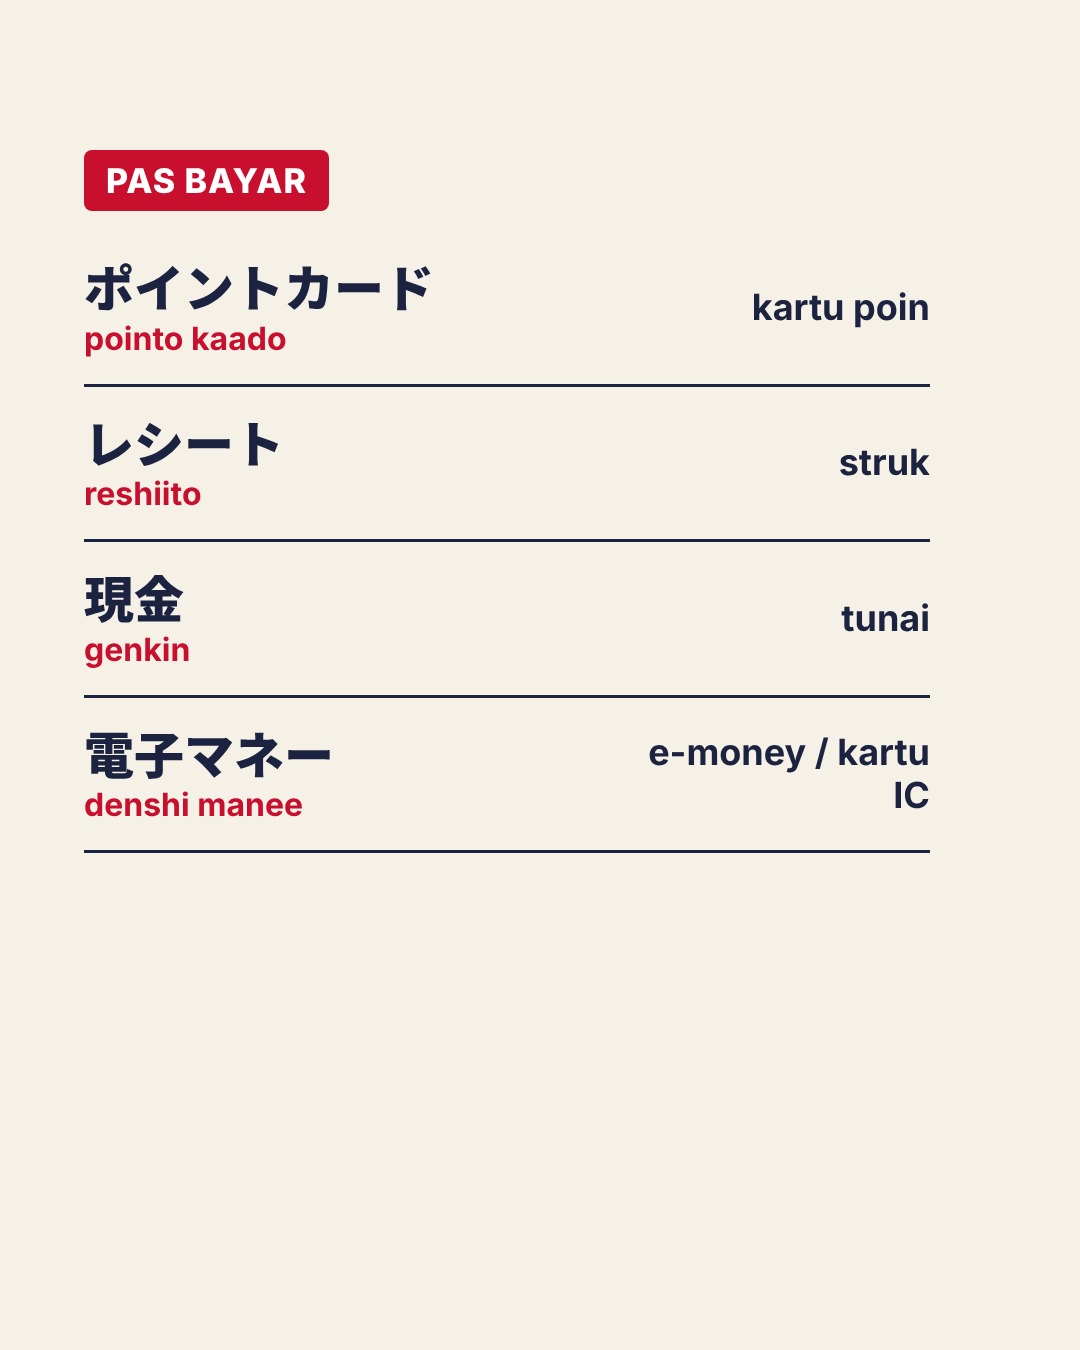 PAS BAYAR
ポイントカード
pointo kaado
kartu poin
レシート
reshiito
struk
現金
genkin
tunai
電子マネー
denshi manee
e-money / kartu
IC